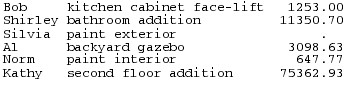 Bob     kitchen cabinet face-lift   1253.00
Shirley bathroom addition          11350.70
Silvia  paint exterior                  .
Al      backyard gazebo             3098.63
Norm    paint interior               647.77
Kathy   second floor addition      75362.93